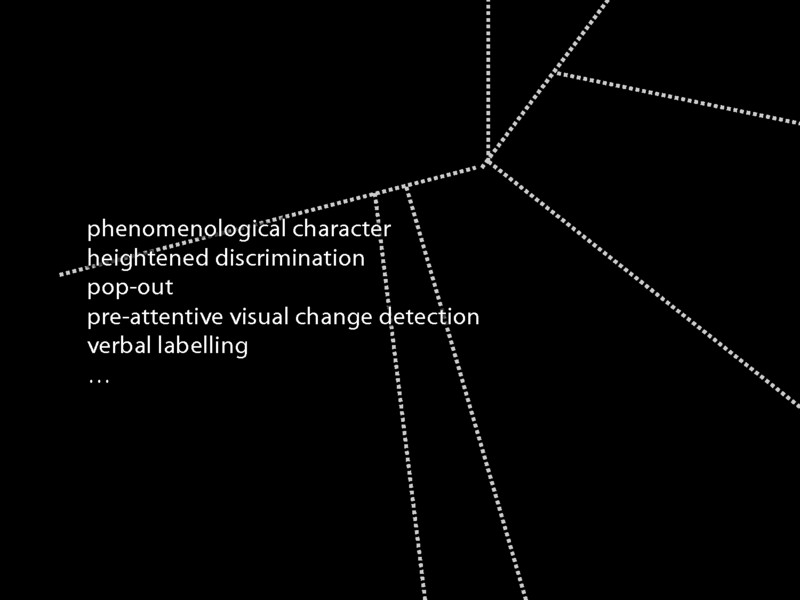 phenomenological character
heightened discrimination
pop-out
pre-attentive visual change detection
verbal labelling
…